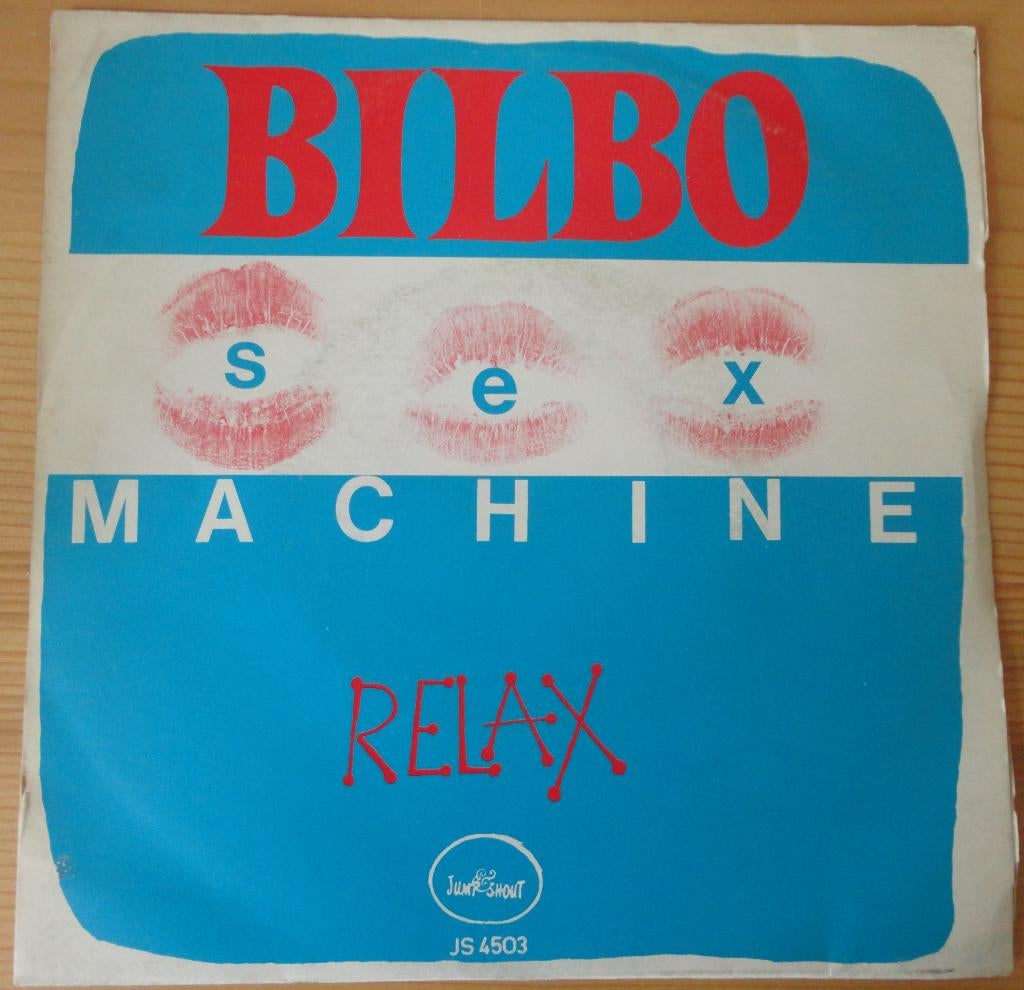 BILBO
s e x
MACHINE
RELAX
JUMP & SHOUT
JS 4503